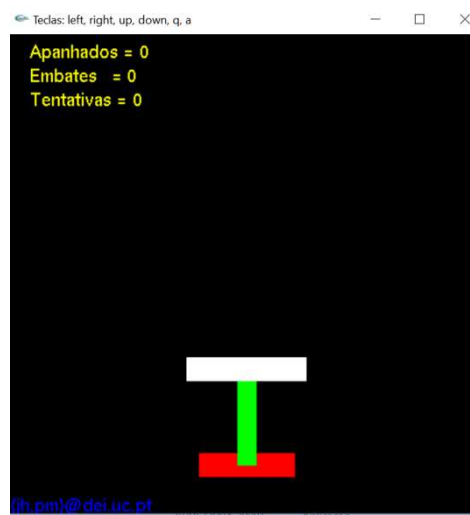 Teclas: left, right, up, down, q, a
Apanhados = 0
Embates = 0
Tentativas = 0
(jh,pm)@dei.uc.pt